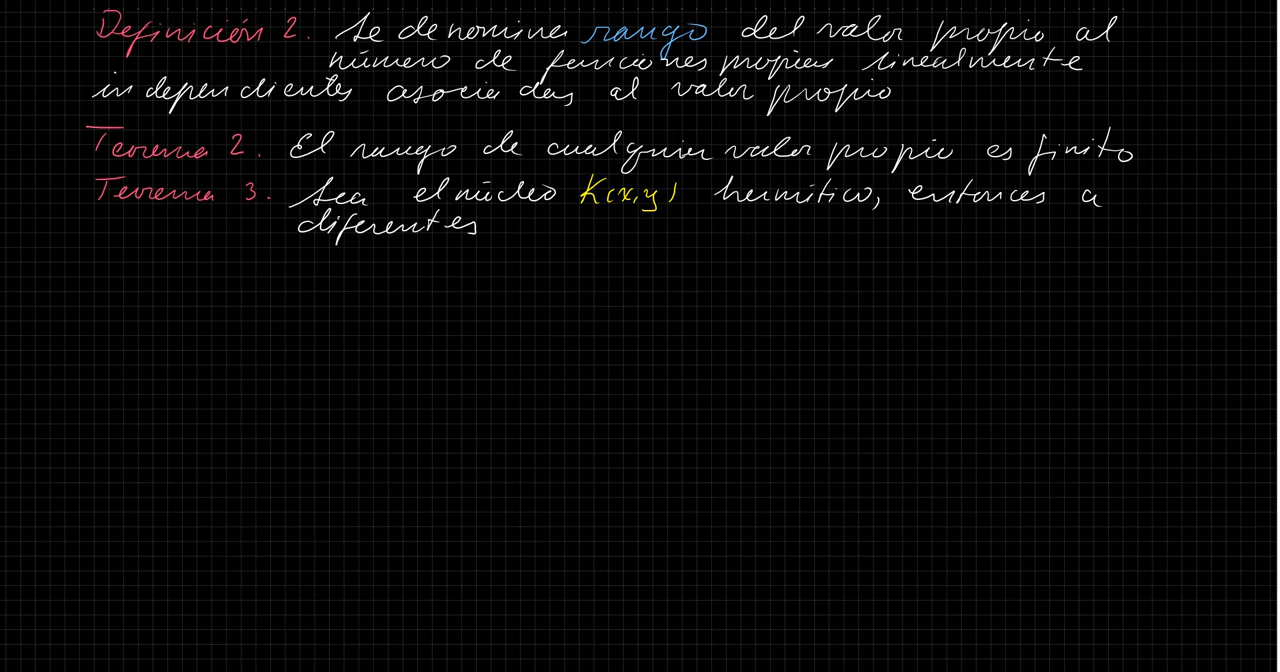 Definición 2. Se denomina rango del valor propio al
número de funciones propias linealmente
independientes asociadas al valor propio
Teorema 2. El rango de cualquier valor propio es finito
Teorema 3. Sea el núcleo K(x,y) hermítico, entonces a
diferentes